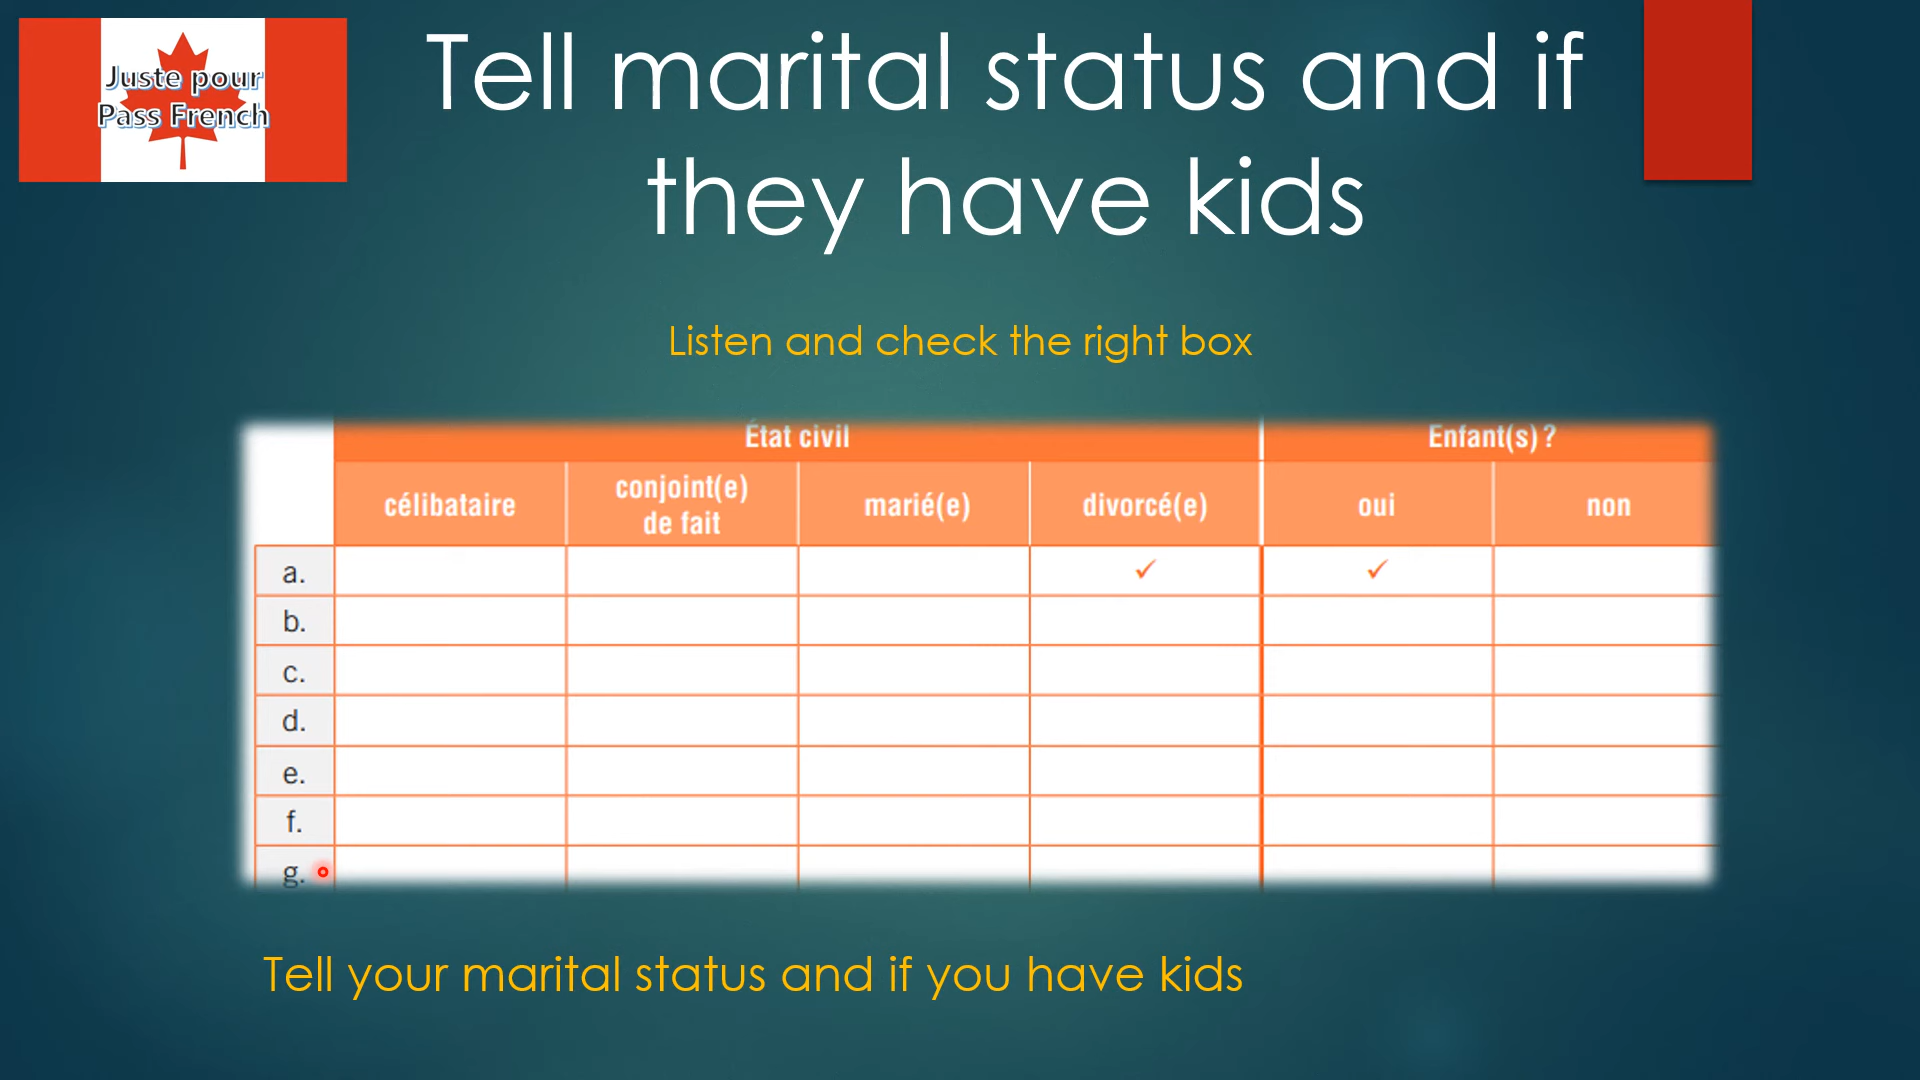 Juste pour
Pass French
Tell marital status and if
they have kids
Listen and check the right box
État civil
Enfant(s) ?
célibataire
conjoint(e)
de fait
marié(e)
divorcé(e)
oui
non
a. ✓ ✓
b.
c.
d.
e.
f.
g.
Tell your marital status and if you have kids